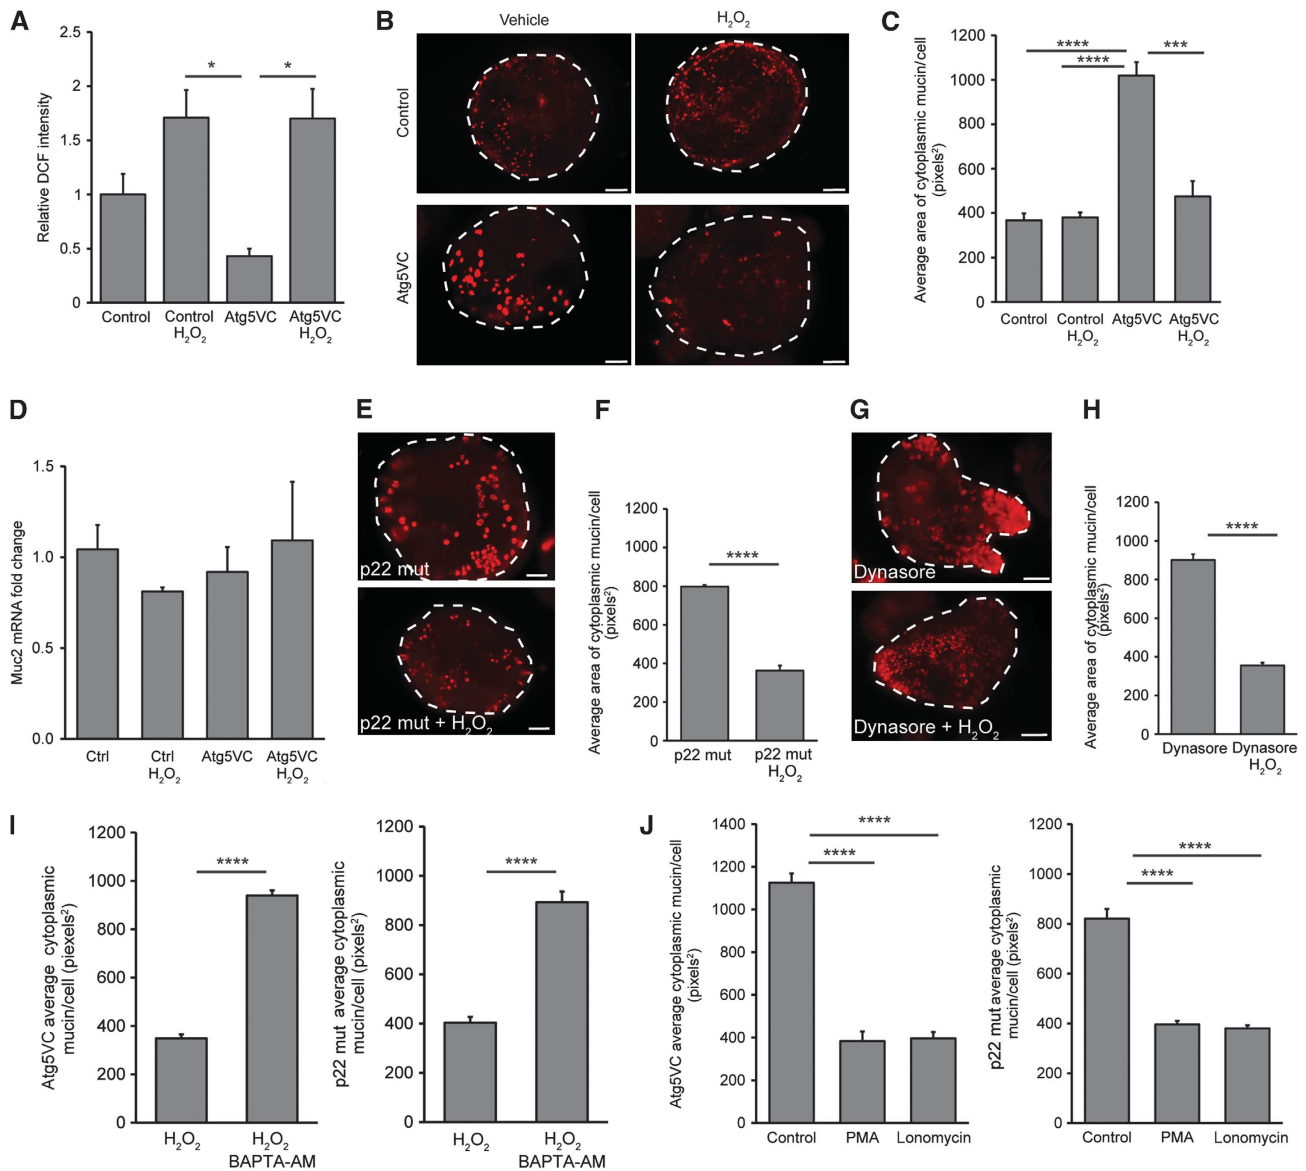 A
Relative DCF intensity
2.5
2
1.5
1
0.5
0
*
*
Control
Control
H₂O₂
Atg5VC
Atg5VC
H₂O₂
B
Vehicle
H₂O₂
Control
Atg5VC
C
Average area of cytoplasmic mucin/cell
(pixels²)
1200
1000
800
600
400
200
0
****
****
***
Control
Control
H₂O₂
Atg5VC
Atg5VC
H₂O₂
D
Muc2 mRNA fold change
1.5
1.0
0.5
0.0
Ctrl
Ctrl
H₂O₂
Atg5VC
Atg5VC
H₂O₂
E
p22 mut
p22 mut + H₂O₂
F
Average area of cytoplasmic mucin/cell
(pixels²)
1200
1000
800
600
400
200
0
****
p22 mut
p22 mut
H₂O₂
G
Dynasore
Dynasore + H₂O₂
H
Average area of cytoplasmic mucin/cell
(pixels²)
1200
1000
800
600
400
200
0
****
Dynasore
Dynasore
H₂O₂
I
Atg5VC average cytoplasmic
mucin/cell (piexels²)
1200
1000
800
600
400
200
0
****
H₂O₂
H₂O₂
BAPTA-AM
p22 mut average cytoplasmic
mucin/cell (pixels²)
1200
1000
800
600
400
200
0
****
H₂O₂
H₂O₂
BAPTA-AM
J
Atg5VC average cytoplasmic mucin/cell
(pixels²)
1400
1200
1000
800
600
400
200
0
****
****
Control
PMA
Lonomycin
p22 mut average cytoplasmic
mucin/cell (pixels²)
1200
1000
800
600
400
200
0
****
****
Control
PMA
Lonomycin